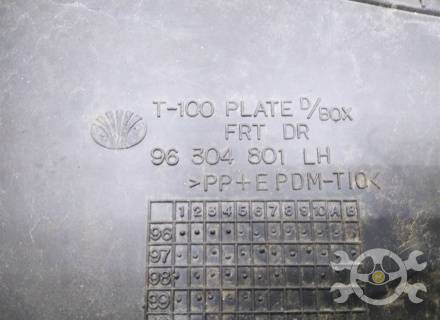 T-100 PLATE D/BOX
FRT DR
96 304 801 LH
>PP+EPDM-T10<
1 2 3 4 5 6 7 8 9 10 A B
96
97
98
99